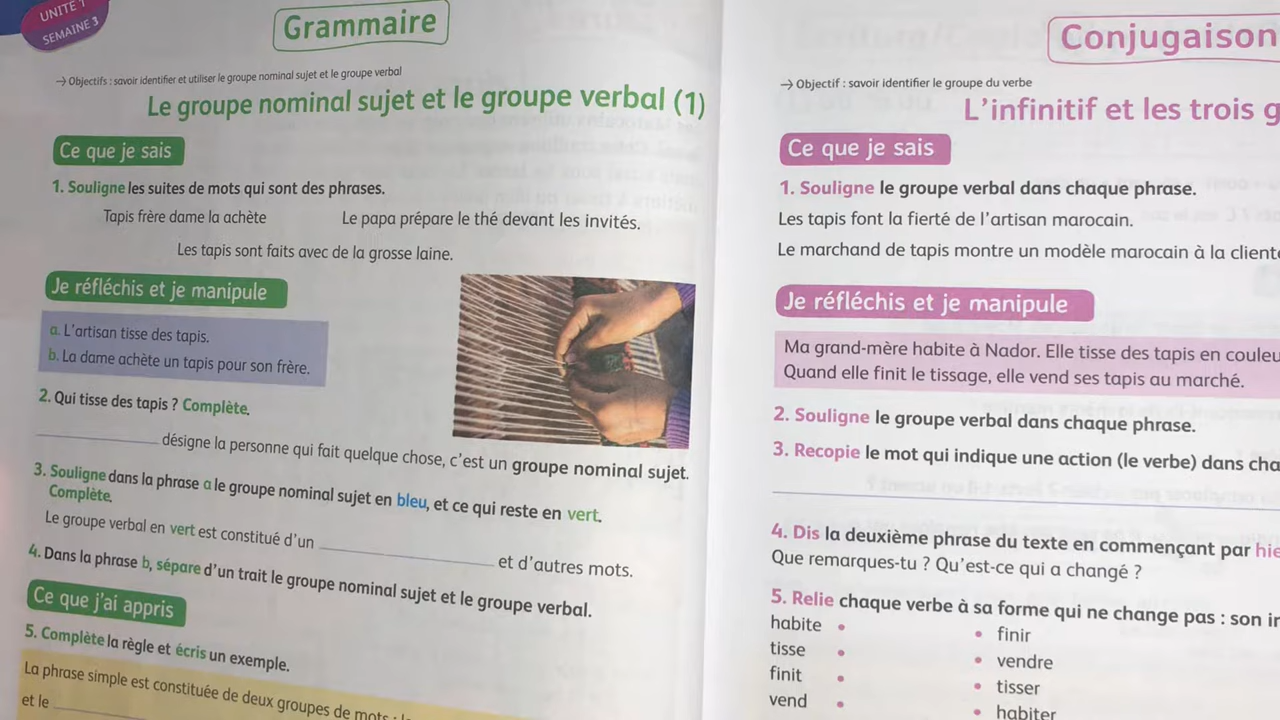 UNITÉ 1
SEMAINE 3
Grammaire
→ Objectifs : savoir identifier et utiliser le groupe nominal sujet et le groupe verbal
Le groupe nominal sujet et le groupe verbal (1)
Ce que je sais
1. Souligne les suites de mots qui sont des phrases.
Tapis frère dame la achète
Le papa prépare le thé devant les invités.
Les tapis sont faits avec de la grosse laine.
Je réfléchis et je manipule
a. L'artisan tisse des tapis.
b. La dame achète un tapis pour son frère.
2. Qui tisse des tapis ? Complète.
désigne la personne qui fait quelque chose, c'est un groupe nominal sujet.
3. Souligne dans la phrase a le groupe nominal sujet en bleu, et ce qui reste en vert.
Complète.
Le groupe verbal en vert est constitué d'un et d'autres mots.
4. Dans la phrase b, sépare d'un trait le groupe nominal sujet et le groupe verbal.
Ce que j'ai appris
5. Complète la règle et écris un exemple.
La phrase simple est constituée de deux groupes de mots :
et le
Conjugaison
→ Objectif : savoir identifier le groupe du verbe
L'infinitif et les trois
Ce que je sais
1. Souligne le groupe verbal dans chaque phrase.
Les tapis font la fierté de l'artisan marocain.
Le marchand de tapis montre un modèle marocain à la
Je réfléchis et je manipule
Ma grand-mère habite à Nador. Elle tisse des tapis en
Quand elle finit le tissage, elle vend ses tapis au marché.
2. Souligne le groupe verbal dans chaque phrase.
3. Recopie le mot qui indique une action (le verbe) dans
4. Dis la deuxième phrase du texte en commençant par
Que remarques-tu ? Qu'est-ce qui a changé ?
5. Relie chaque verbe à sa forme qui ne change pas : son
habite • • finir
tisse • • vendre
finit • • tisser
vend • • habiter